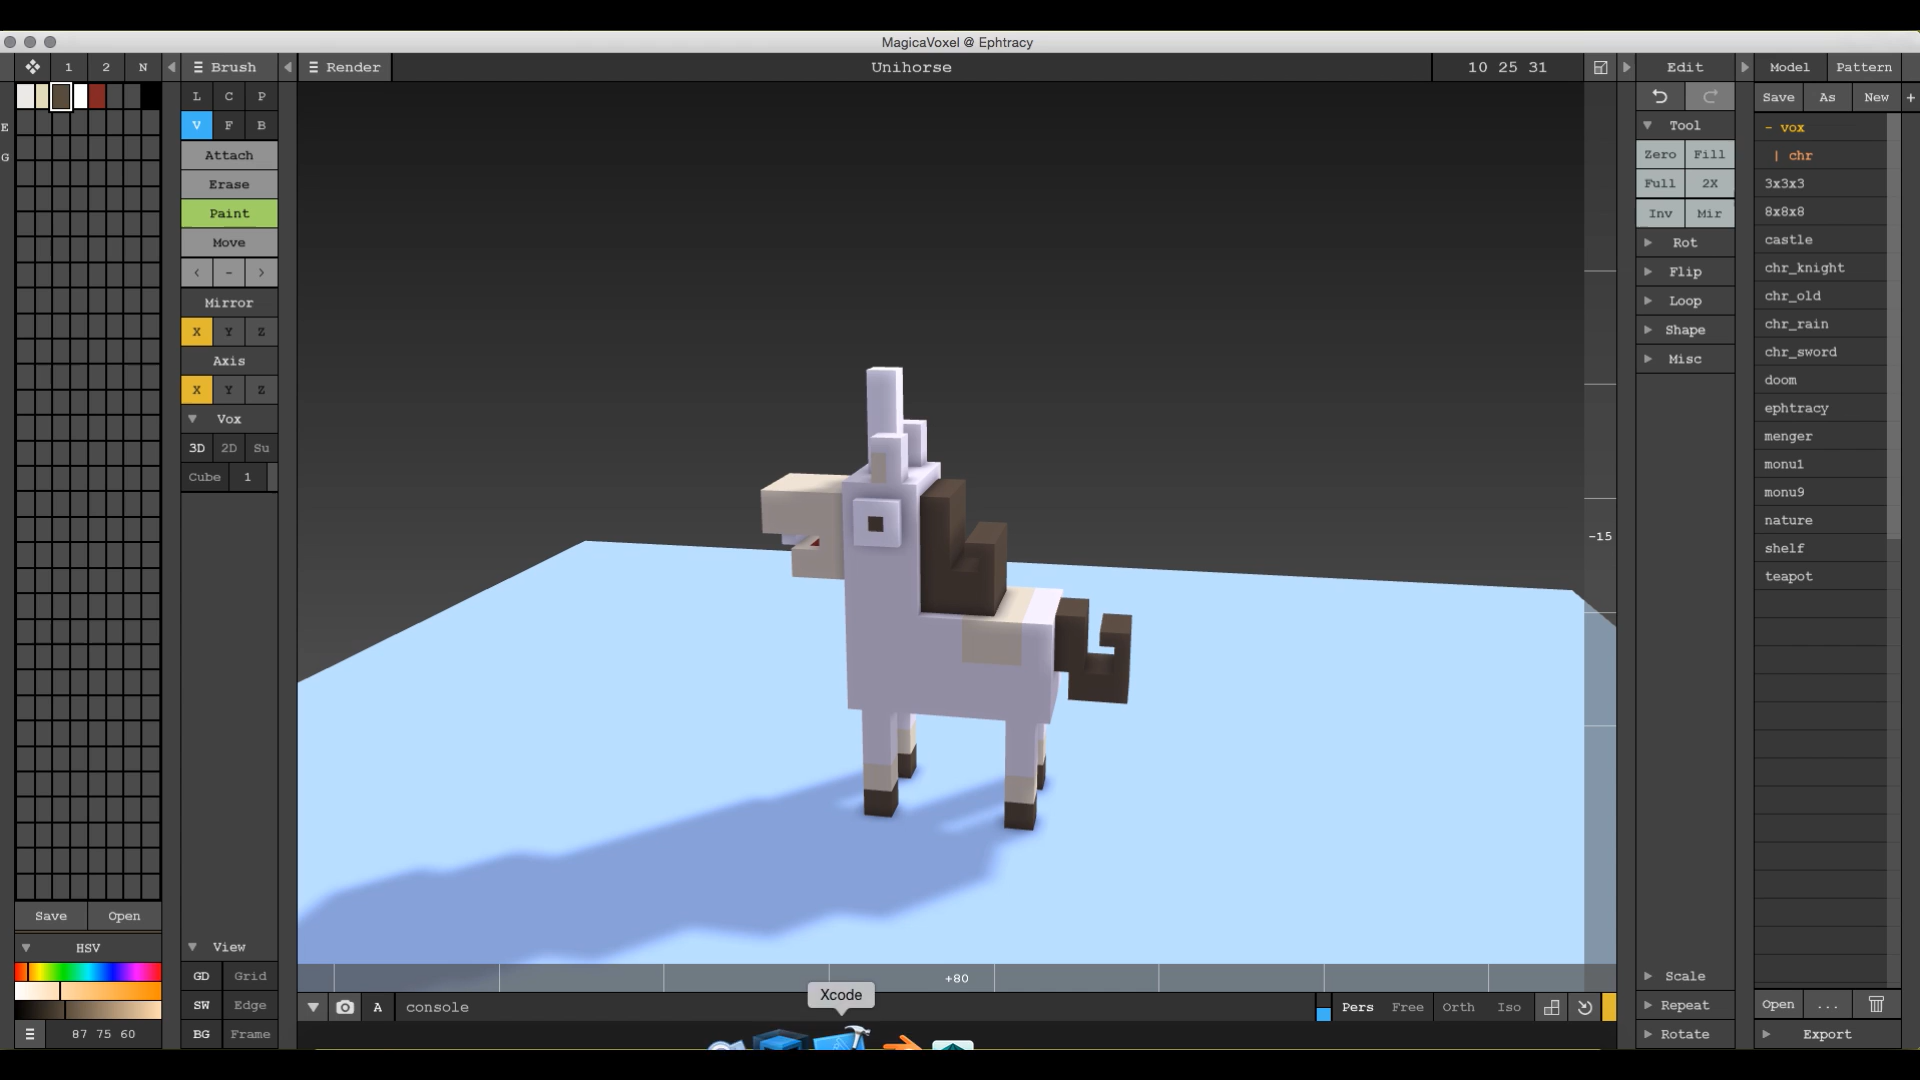 MagicaVoxel @ Ephtracy
1 2 N Brush Render Unihorse 10 25 31 Edit Model Pattern
L C P
Save As New +
V F B
Tool
- vox
E
G
Attach
Zero Fill
| chr
Erase
Full 2X
3x3x3
Paint
Inv Mir
8x8x8
Move
Rot
castle
< - >
Flip
chr_knight
Mirror
Loop
chr_old
X Y Z
Shape
chr_rain
Axis
Misc
chr_sword
X Y Z
doom
Vox
ephtracy
3D 2D Su
menger
Cube 1
monu1
monu9
nature
-15
shelf
teapot
Save Open
HSV
View
GD Grid
+80
Scale
SW Edge
Xcode
A console
Pers Free Orth Iso
Repeat
Open ...
87 75 60
BG Frame
Rotate
Export